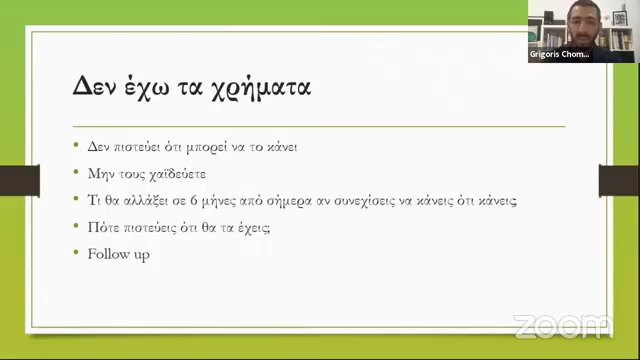 Δεν έχω τα χρήματα
Grigoris Chom...
• Δεν πιστεύει ότι μπορεί να το κάνει
• Μην τους χαϊδεύετε
• Τι θα αλλάξει σε 6 μήνες από σήμερα αν συνεχίσεις να κάνεις ότι κάνεις;
• Πότε πιστεύεις ότι θα τα έχεις;
• Follow up
zoom